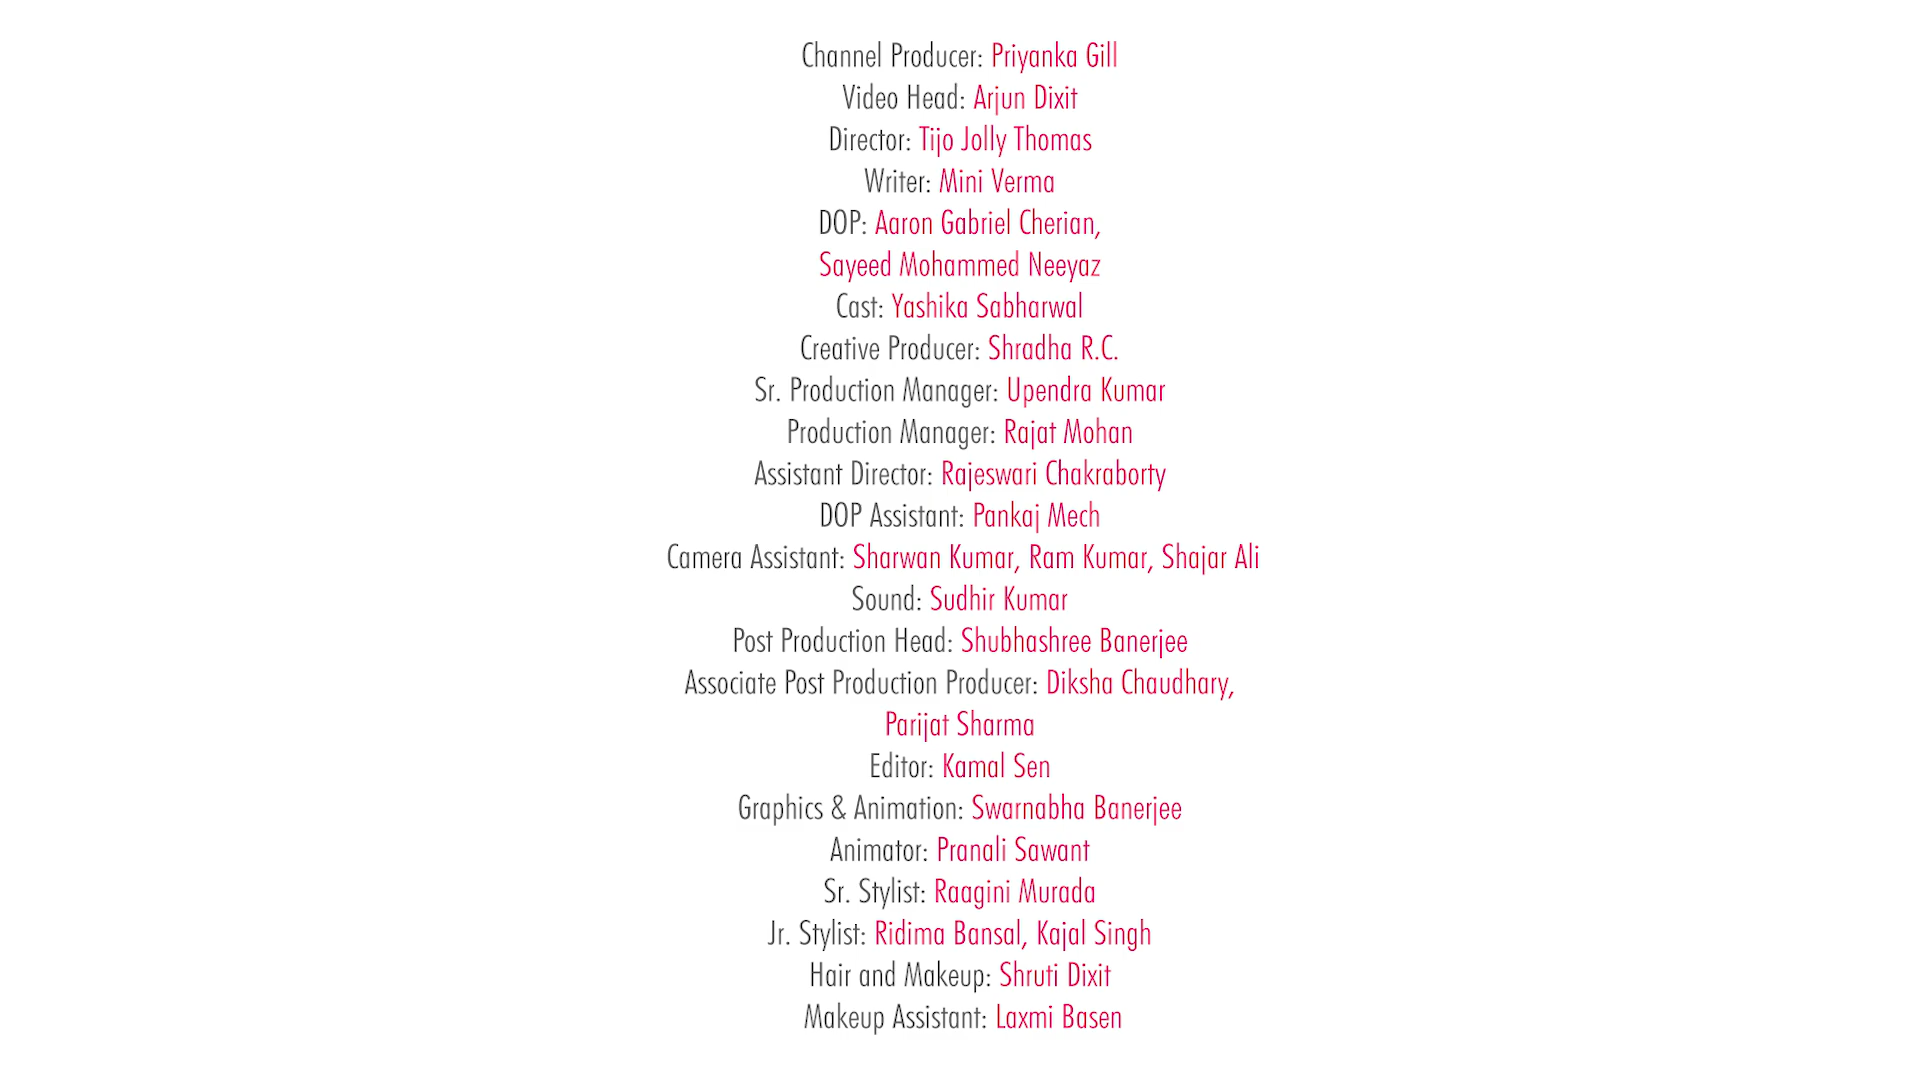 Channel Producer: Priyanka Gill
Video Head: Arjun Dixit
Director: Tijo Jolly Thomas
Writer: Mini Verma
DOP: Aaron Gabriel Cherian,
Sayeed Mohammed Neeyaz
Cast: Yashika Sabharwal
Creative Producer: Shradha R.C.
Sr. Production Manager: Upendra Kumar
Production Manager: Rajat Mohan
Assistant Director: Rajeswari Chakraborty
DOP Assistant: Pankaj Mech
Camera Assistant: Sharwan Kumar, Ram Kumar, Shajar Ali
Sound: Sudhir Kumar
Post Production Head: Shubhashree Banerjee
Associate Post Production Producer: Diksha Chaudhary,
Parijat Sharma
Editor: Kamal Sen
Graphics & Animation: Swarnabha Banerjee
Animator: Pranali Sawant
Sr. Stylist: Raagini Murada
Jr. Stylist: Ridima Bansal, Kajal Singh
Hair and Makeup: Shruti Dixit
Makeup Assistant: Laxmi Basen